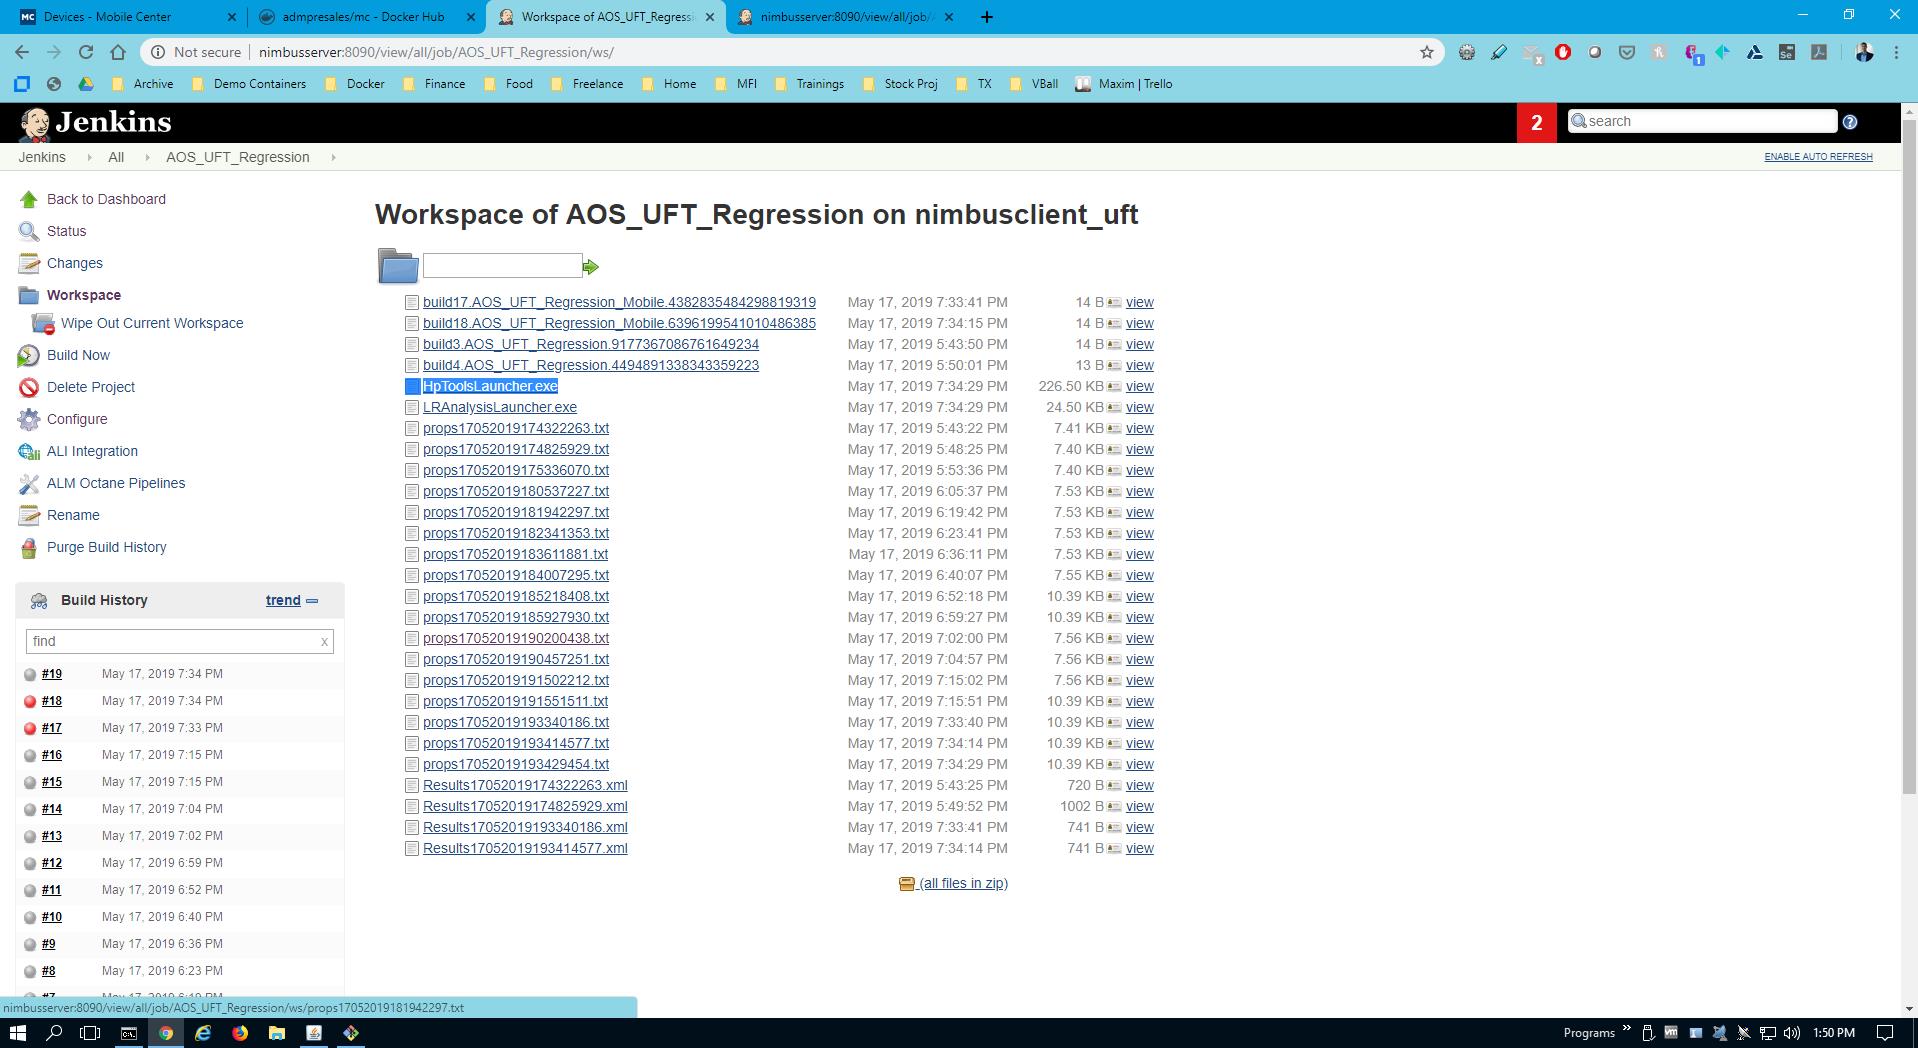 MC Devices - Mobile Center
admpresales/mc - Docker Hub
Workspace of AOS_UFT_Regressi
nimbusserver:8090/view/all/job/A
Not secure | nimbusserver:8090/view/all/job/AOS_UFT_Regression/ws/
Archive Demo Containers Docker Finance Food Freelance Home MFI Trainings Stock Proj TX VBall Maxim | Trello
Jenkins
2
search
Jenkins All AOS_UFT_Regression
ENABLE AUTO REFRESH
Back to Dashboard
Status
Changes
Workspace
Wipe Out Current Workspace
Build Now
Delete Project
Configure
ALI Integration
ALM Octane Pipelines
Rename
Purge Build History
Build History trend
find x
#19 May 17, 2019 7:34 PM
#18 May 17, 2019 7:34 PM
#17 May 17, 2019 7:33 PM
#16 May 17, 2019 7:15 PM
#15 May 17, 2019 7:15 PM
#14 May 17, 2019 7:04 PM
#13 May 17, 2019 7:02 PM
#12 May 17, 2019 6:59 PM
#11 May 17, 2019 6:52 PM
#10 May 17, 2019 6:40 PM
#9 May 17, 2019 6:36 PM
#8 May 17, 2019 6:23 PM
#7 May 17, 2019 6:19 PM
Workspace of AOS_UFT_Regression on nimbusclient_uft
build17.AOS_UFT_Regression_Mobile.4382835484298819319 May 17, 2019 7:33:41 PM 14 B view
build18.AOS_UFT_Regression_Mobile.6396199541010486385 May 17, 2019 7:34:15 PM 14 B view
build3.AOS_UFT_Regression.9177367086761649234 May 17, 2019 5:43:50 PM 14 B view
build4.AOS_UFT_Regression.4494891338343359223 May 17, 2019 5:50:01 PM 13 B view
HpToolsLauncher.exe May 17, 2019 7:34:29 PM 226.50 KB view
LRAnalysisLauncher.exe May 17, 2019 7:34:29 PM 24.50 KB view
props17052019174322263.txt May 17, 2019 5:43:22 PM 7.41 KB view
props17052019174825929.txt May 17, 2019 5:48:25 PM 7.40 KB view
props17052019175336070.txt May 17, 2019 5:53:36 PM 7.40 KB view
props17052019180537227.txt May 17, 2019 6:05:37 PM 7.53 KB view
props17052019181942297.txt May 17, 2019 6:19:42 PM 7.53 KB view
props17052019182341353.txt May 17, 2019 6:23:41 PM 7.53 KB view
props17052019183611881.txt May 17, 2019 6:36:11 PM 7.53 KB view
props17052019184007295.txt May 17, 2019 6:40:07 PM 7.55 KB view
props17052019185218408.txt May 17, 2019 6:52:18 PM 10.39 KB view
props17052019185927930.txt May 17, 2019 6:59:27 PM 10.39 KB view
props17052019190200438.txt May 17, 2019 7:02:00 PM 7.56 KB view
props17052019190457251.txt May 17, 2019 7:04:57 PM 7.56 KB view
props17052019191502212.txt May 17, 2019 7:15:02 PM 7.56 KB view
props17052019191551511.txt May 17, 2019 7:15:51 PM 10.39 KB view
props17052019193340186.txt May 17, 2019 7:33:40 PM 10.39 KB view
props17052019193414577.txt May 17, 2019 7:34:14 PM 10.39 KB view
props17052019193429454.txt May 17, 2019 7:34:29 PM 10.39 KB view
Results17052019174322263.xml May 17, 2019 5:43:25 PM 720 B view
Results17052019174825929.xml May 17, 2019 5:49:52 PM 1002 B view
Results17052019193340186.xml May 17, 2019 7:33:41 PM 741 B view
Results17052019193414577.xml May 17, 2019 7:34:14 PM 741 B view
(all files in zip)
nimbusserver:8090/view/all/job/AOS_UFT_Regression/ws/props17052019181942297.txt
Programs 1:50 PM